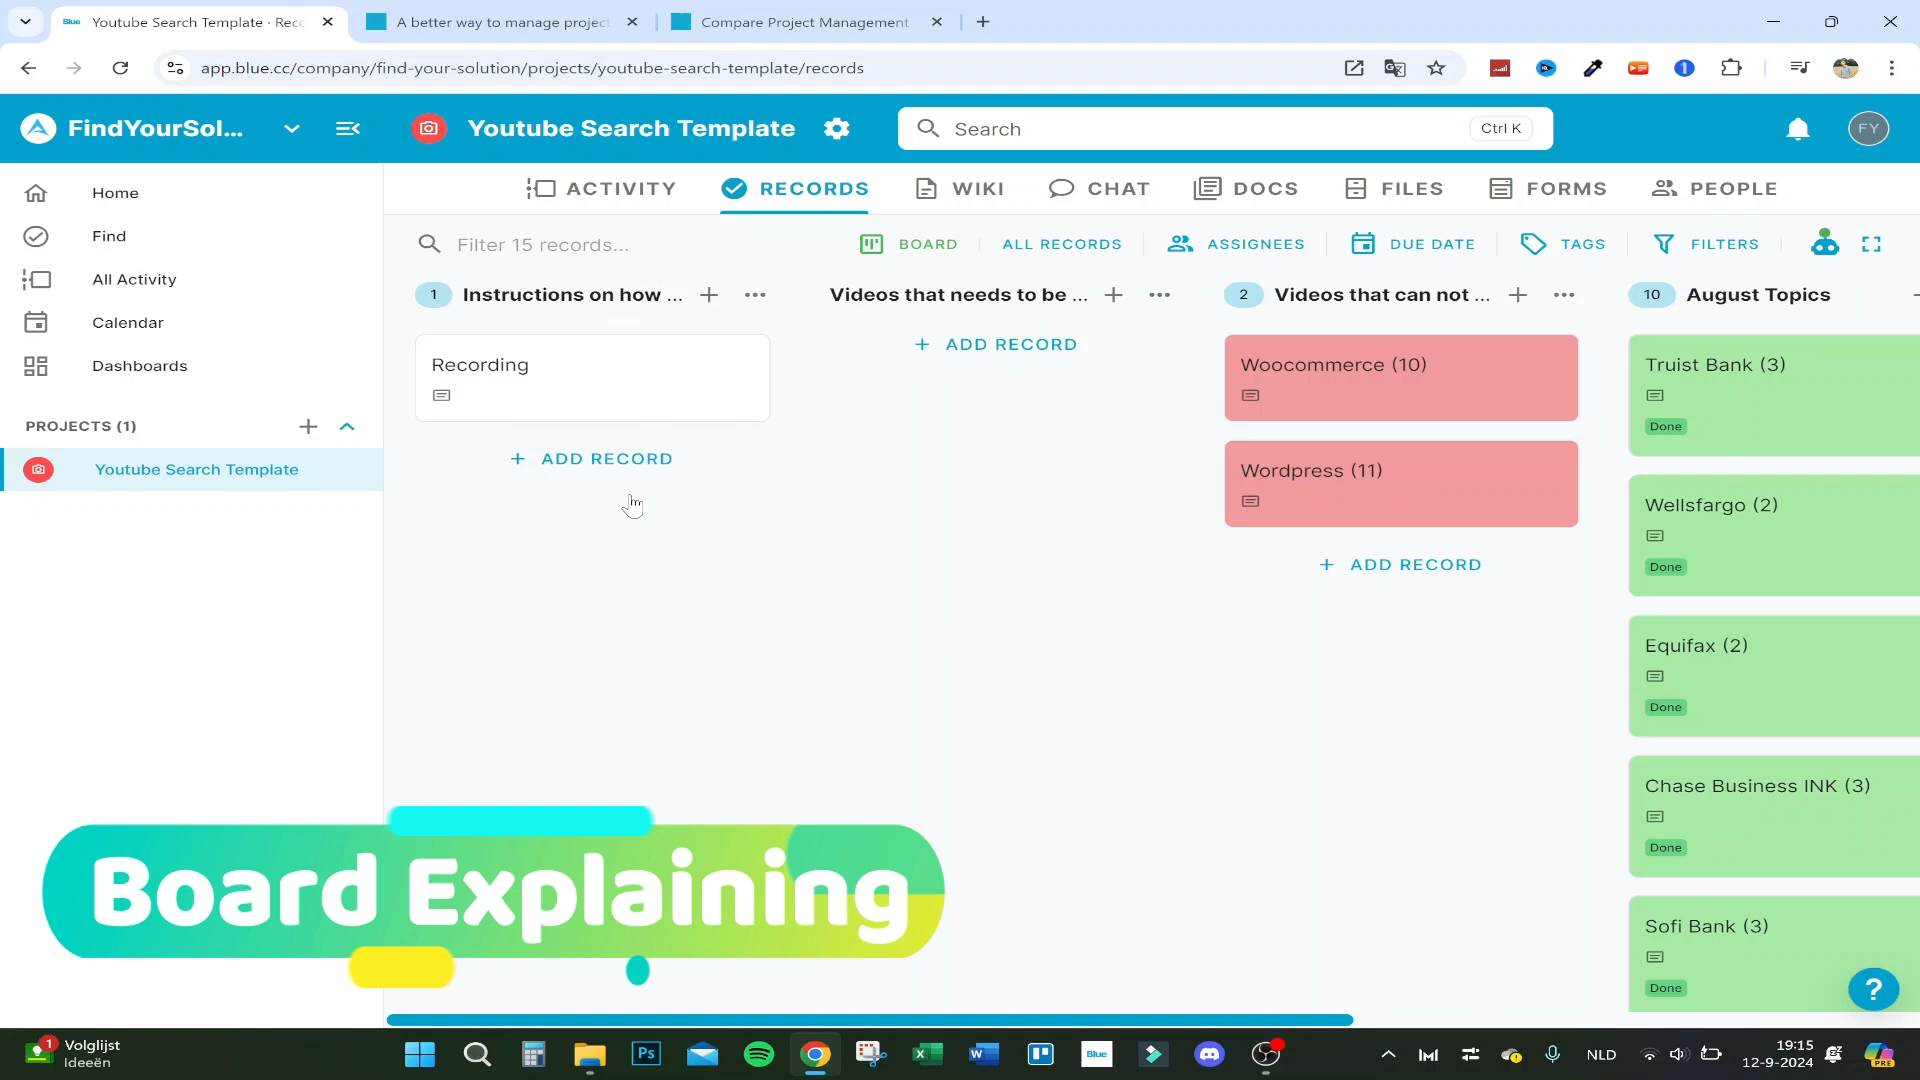 Blue Youtube Search Template · Reco
A better way to manage project
Compare Project Management
app.blue.cc/company/find-your-solution/projects/youtube-search-template/records
FindYourSol...
Youtube Search Template
Search
Ctrl K
FY
Home
Find
All Activity
Calendar
Dashboards
PROJECTS (1)
Youtube Search Template
ACTIVITY
RECORDS
WIKI
CHAT
DOCS
FILES
FORMS
PEOPLE
Filter 15 records...
BOARD
ALL RECORDS
ASSIGNEES
DUE DATE
TAGS
FILTERS
1 Instructions on how ...
Recording
+ ADD RECORD
Videos that needs to be ...
+ ADD RECORD
2 Videos that can not ...
Woocommerce (10)
Wordpress (11)
+ ADD RECORD
10 August Topics
Truist Bank (3)
Done
Wellsfargo (2)
Done
Equifax (2)
Done
Chase Business INK (3)
Done
Sofi Bank (3)
Done
?
Board Explaining
1
Volglijst
Ideeën
Ps
Blue
NLD
19:15
12-9-2024
PRE